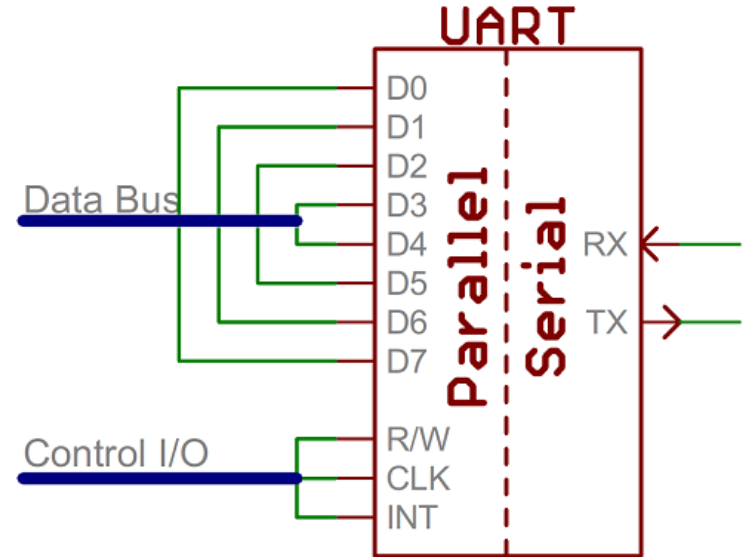 UART
D0
D1
D2
Data Bus
D3
D4
D5
D6
D7
Parallel
Serial
RX
TX
Control I/O
R/W
CLK
INT